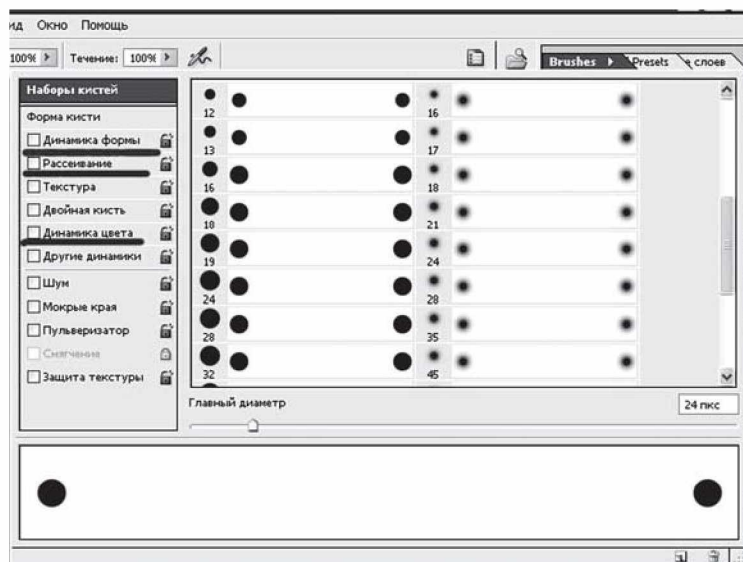 ид Окно Помощь
100% Течение: 100%
Brushes Presets е слоев
Наборы кистей
Форма кисти
Динамика формы
Рассеивание
Текстура
Двойная кисть
Динамика цвета
Другие динамики
Шум
Мокрые края
Пульверизатор
Смягчение
Защита текстуры
12 16
13 17
16 18
18 21
19 24
24 28
28 35
32 45
Главный диаметр 24 пкс